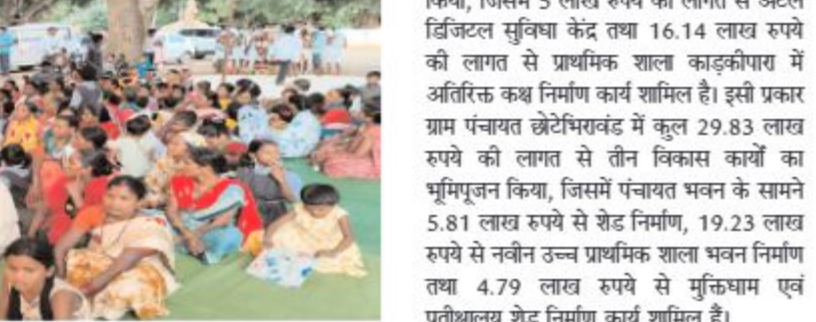 किया, जिसमें 5 लाख रुपये की लागत से अटल
डिजिटल सुविधा केंद्र तथा 16.14 लाख रुपये
की लागत से प्राथमिक शाला काड़कीपारा में
अतिरिक्त कक्ष निर्माण कार्य शामिल है। इसी प्रकार
ग्राम पंचायत छोटेभिरावंड में कुल 29.83 लाख
रुपये की लागत से तीन विकास कार्यों का
भूमिपूजन किया, जिसमें पंचायत भवन के सामने
5.81 लाख रुपये से शेड निर्माण, 19.23 लाख
रुपये से नवीन उच्च प्राथमिक शाला भवन निर्माण
तथा 4.79 लाख रुपये से मुक्तिधाम एवं
प्रतीक्षालय शेड निर्माण कार्य शामिल हैं।